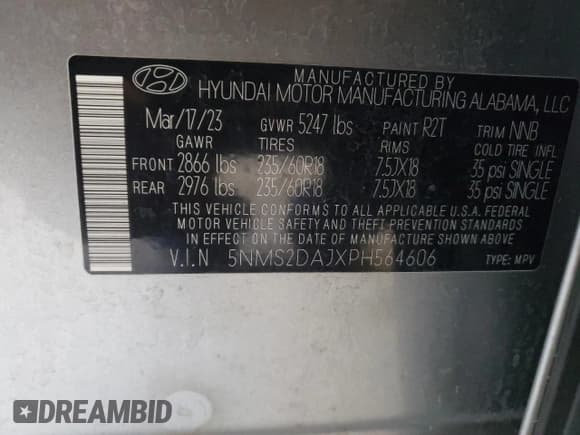 MANUFACTURED BY
HYUNDAI MOTOR MANUFACTURING ALABAMA, LLC
Mar/17/23 GVWR 5247 lbs PAINT R2T TRIM NNB
GAWR TIRES RIMS COLD TIRE INFL
FRONT 2866 lbs 235/60R18 7.5JX18 35 psi SINGLE
REAR 2976 lbs 235/60R18 7.5JX18 35 psi SINGLE
THIS VEHICLE CONFORMS TO ALL APPLICABLE U.S.A. FEDERAL
MOTOR VEHICLE SAFETY AND THEFT PREVENTION STANDARDS
IN EFFECT ON THE DATE OF MANUFACTURE SHOWN ABOVE.
V.I.N 5NMS2DAJXPH564606 TYPE: MPV
DREAMBID